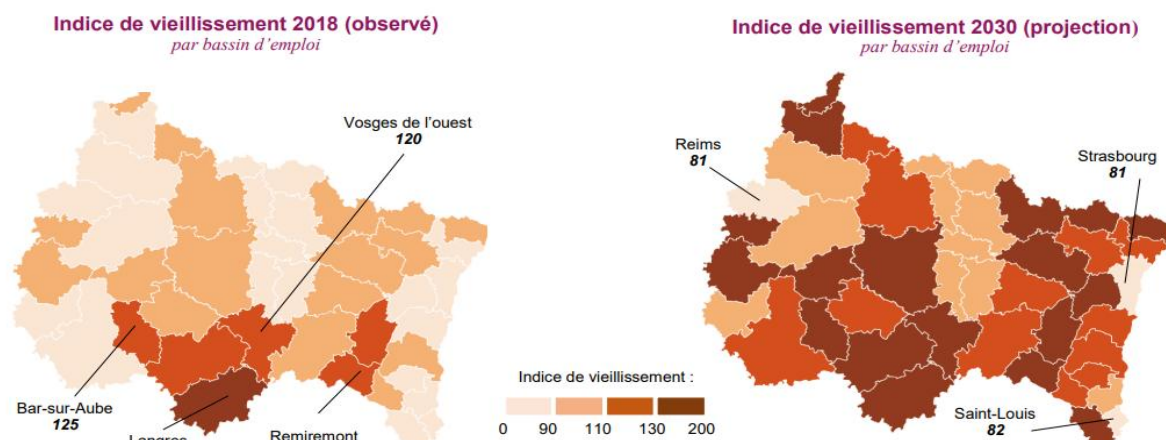 Indice de vieillissement 2018 (observé)
par bassin d'emploi
Vosges de l'ouest
120
Bar-sur-Aube
125
Langres
Remiremont
Indice de vieillissement 2030 (projection)
par bassin d'emploi
Reims
81
Strasbourg
81
Saint-Louis
82
Indice de vieillissement :
0 90 110 130 200